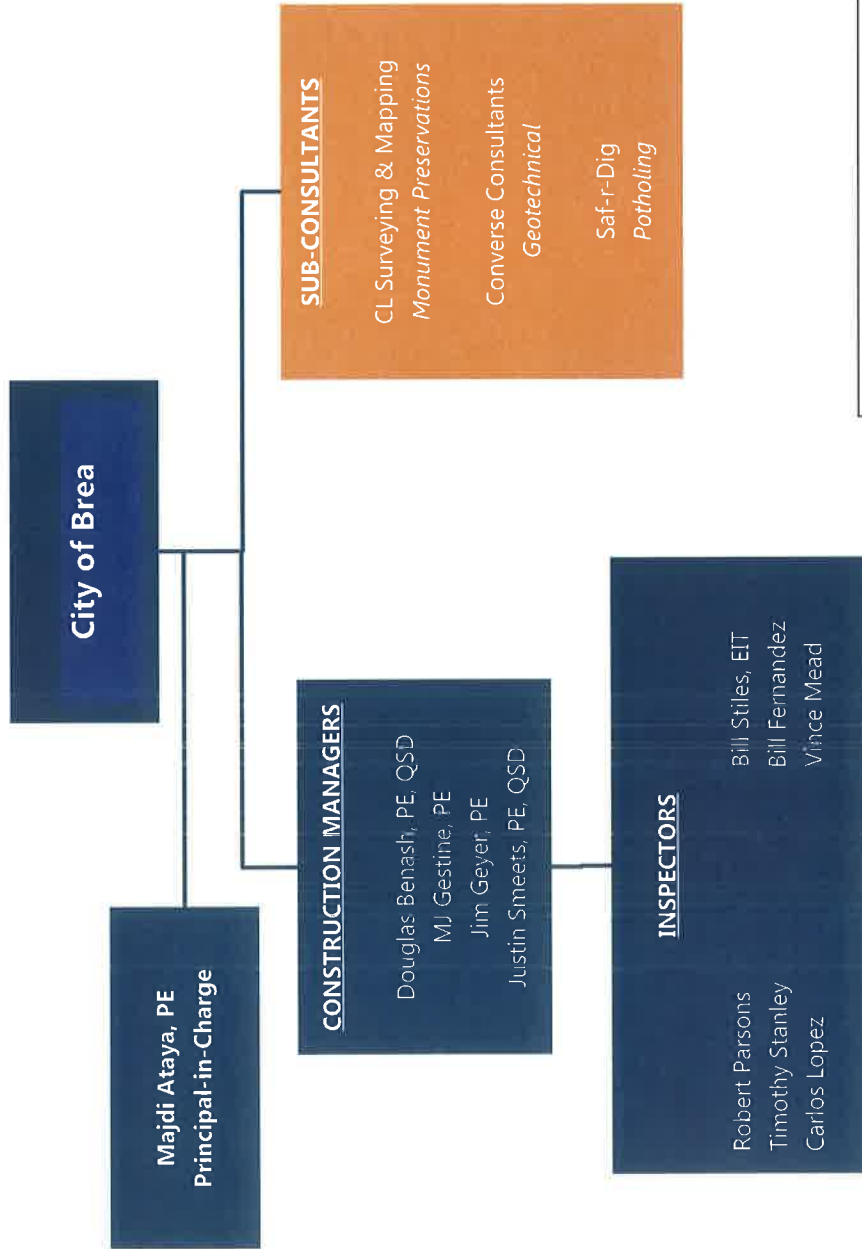 City of Brea
Majdi Ataya, PE
Principal-in-Charge
CONSTRUCTION MANAGERS
Douglas Benash, PE, QSD
MJ Gestine, PE
Jim Geyer, PE
Justin Smeets, PE, QSD
SUB-CONSULTANTS
CL Surveying & Mapping
Monument Preservations
Converse Consultants
Geotechnical
Saf-r-Dig
Potholing
INSPECTORS
Robert Parsons
Timothy Stanley
Carlos Lopez
Bill Stiles, EIT
Bill Fernandez
Vince Mead